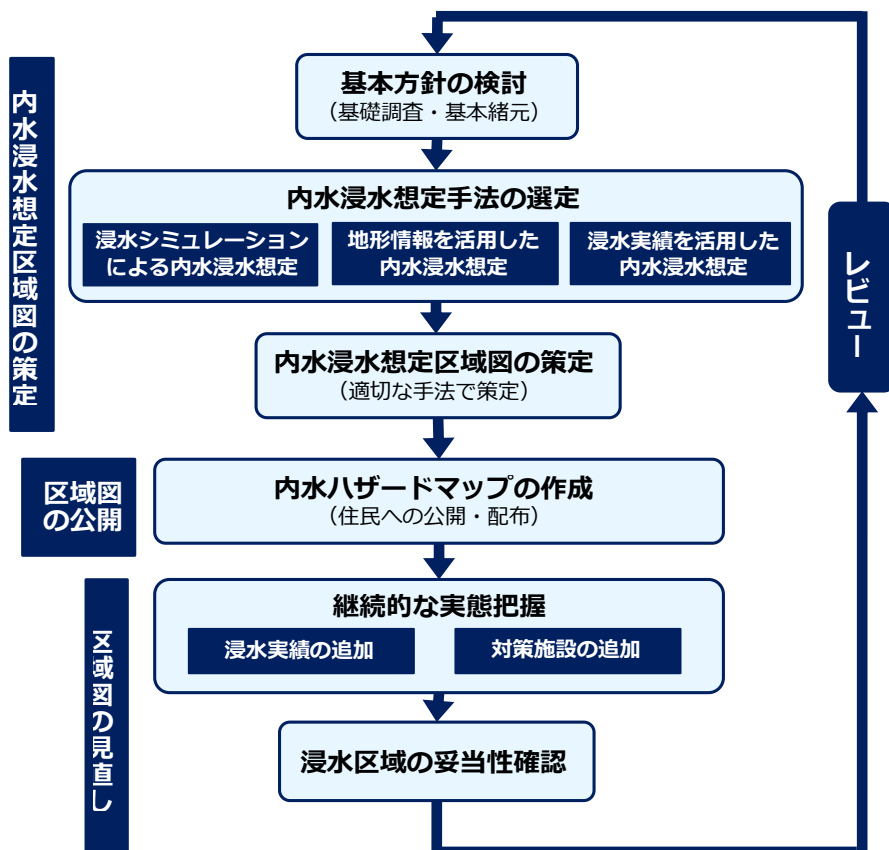 内水浸水想定区域図の策定
基本方針の検討
（基礎調査・基本緒元）
内水浸水想定手法の選定
浸水シミュレーション
による内水浸水想定
地形情報を活用した
内水浸水想定
浸水実績を活用した
内水浸水想定
内水浸水想定区域図の策定
（適切な手法で策定）
区域図
の公開
内水ハザードマップの作成
（住民への公開・配布）
区域図の見直し
継続的な実態把握
浸水実績の追加
対策施設の追加
浸水区域の妥当性確認
レビュー